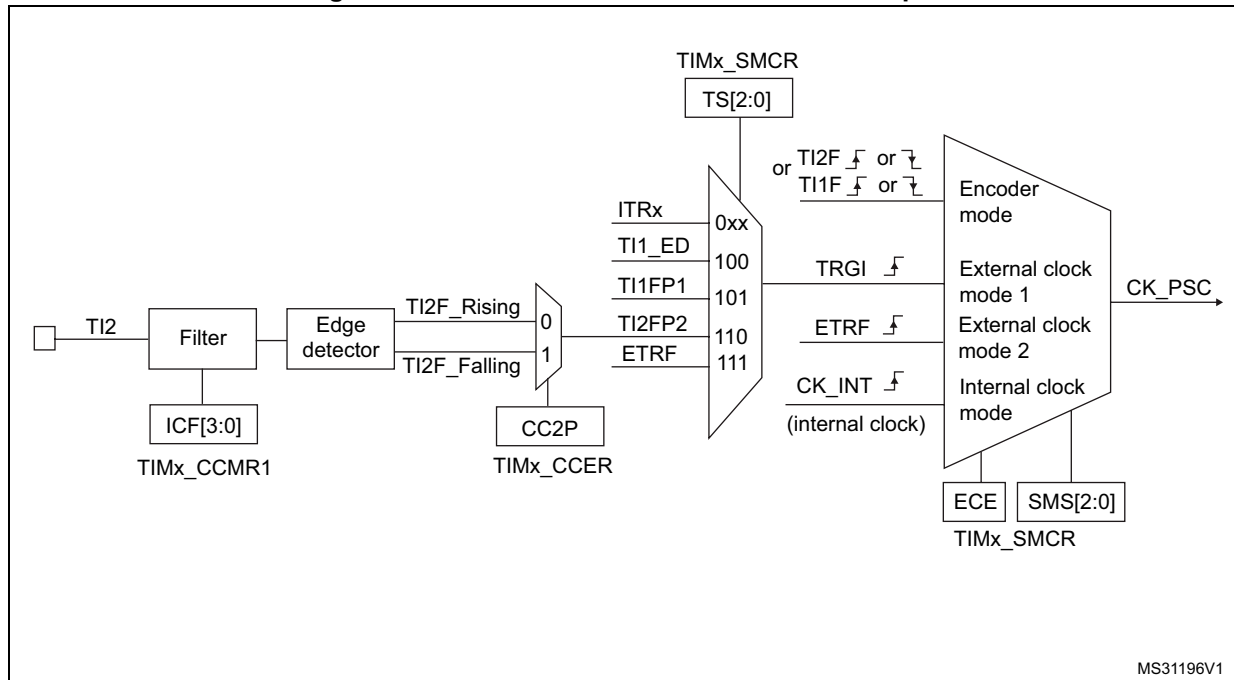 TIMx_SMCR
TS[2:0]
or TI2F or
TI1F or
Encoder
mode
ITRx
0xx
TI1_ED
100
TRGI
External clock
mode 1
CK_PSC
TI1FP1
101
TI2F_Rising
0
TI2
Filter
Edge
detector
TI2FP2
110
ETRF
External clock
mode 2
TI2F_Falling
1
ETRF
111
CK_INT
(internal clock)
Internal clock
mode
ICF[3:0]
TIMx_CCMR1
CC2P
TIMx_CCER
ECE
SMS[2:0]
TIMx_SMCR
MS31196V1